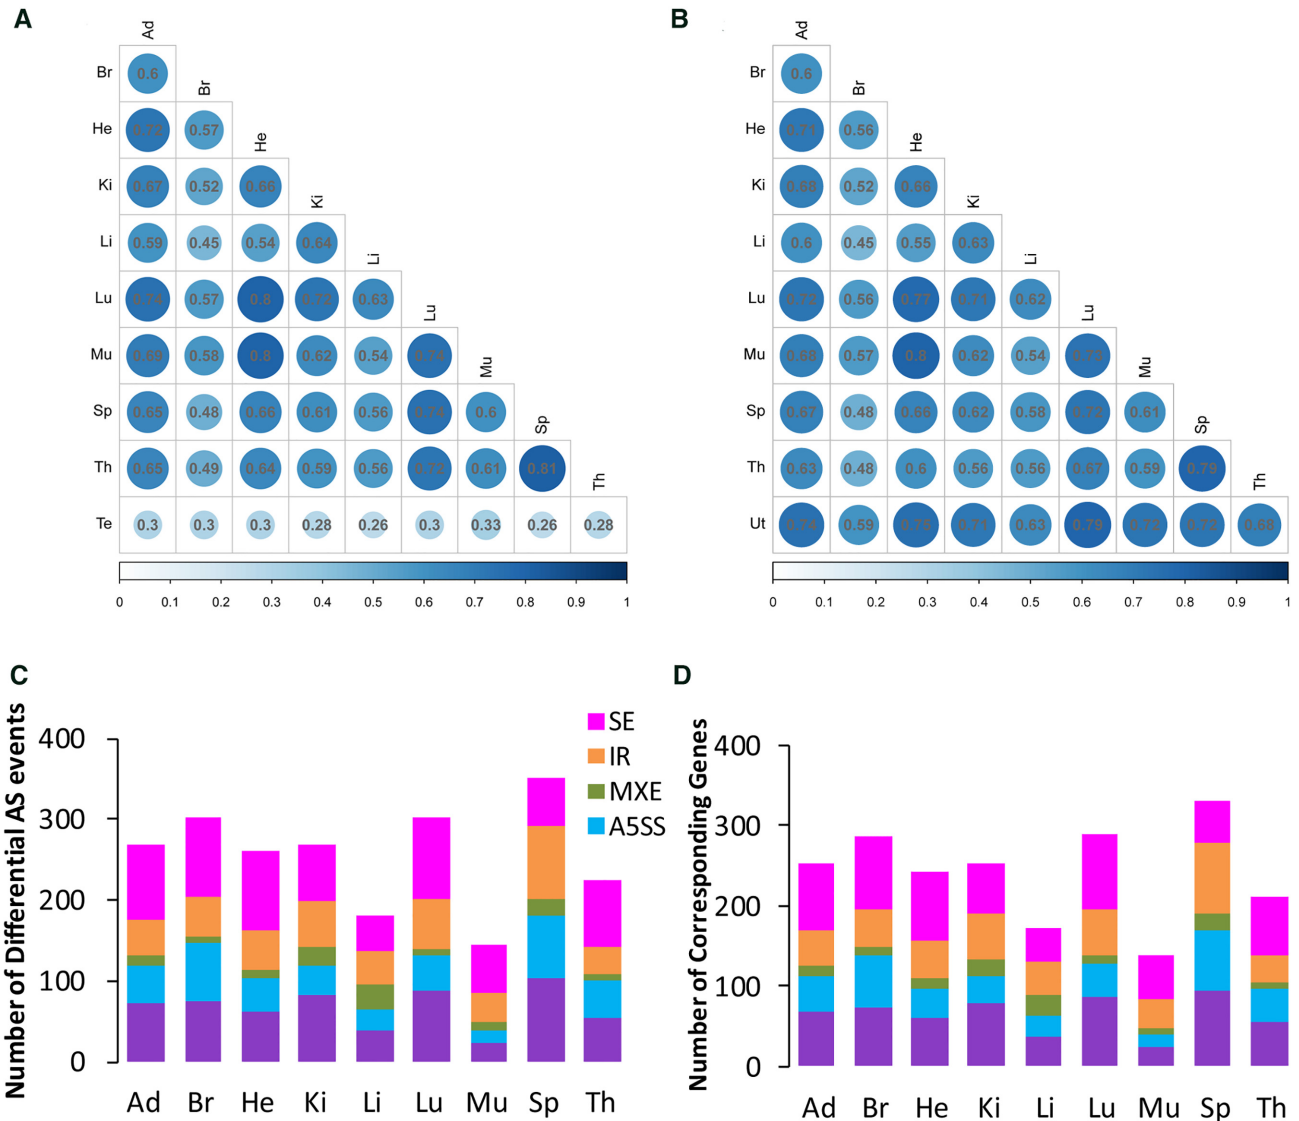 A
Ad
Br 0.6
Br
He 0.72 0.57
He
Ki 0.67 0.52 0.66
Ki
Li 0.59 0.45 0.54 0.64
Li
Lu 0.74 0.57 0.8 0.72 0.63
Lu
Mu 0.69 0.58 0.8 0.62 0.54 0.74
Mu
Sp 0.65 0.48 0.66 0.61 0.56 0.74 0.6
Sp
Th 0.65 0.49 0.64 0.59 0.56 0.72 0.61 0.81
Th
Te 0.3 0.3 0.3 0.28 0.26 0.3 0.33 0.26 0.28
0 0.1 0.2 0.3 0.4 0.5 0.6 0.7 0.8 0.9 1
B
Ad
Br 0.6
Br
He 0.71 0.56
He
Ki 0.68 0.52 0.66
Ki
Li 0.6 0.45 0.55 0.63
Li
Lu 0.56 0.77 0.71 0.62
Lu
Mu 0.68 0.57 0.8 0.62 0.54
Mu
Sp 0.67 0.48 0.66 0.62 0.58 0.61
Sp
Th 0.63 0.48 0.6 0.56 0.56 0.67 0.59 0.79
Th
Ut 0.59 0.75 0.71 0.63 0.79 0.68
0 0.1 0.2 0.3 0.4 0.5 0.6 0.7 0.8 0.9 1
C
Number of Differential AS events
400
300
200
100
0
SE
IR
MXE
A5SS
Ad Br He Ki Li Lu Mu Sp Th
D
Number of Corresponding Genes
400
300
200
100
0
Ad Br He Ki Li Lu Mu Sp Th